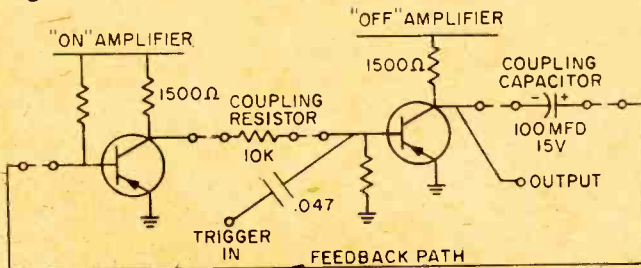 "ON" AMPLIFIER
1500Ω
COUPLING
RESISTOR
10K
.047
TRIGGER
IN
"OFF" AMPLIFIER
1500Ω
COUPLING
CAPACITOR
- +
100 MFD
15V
OUTPUT
FEEDBACK PATH